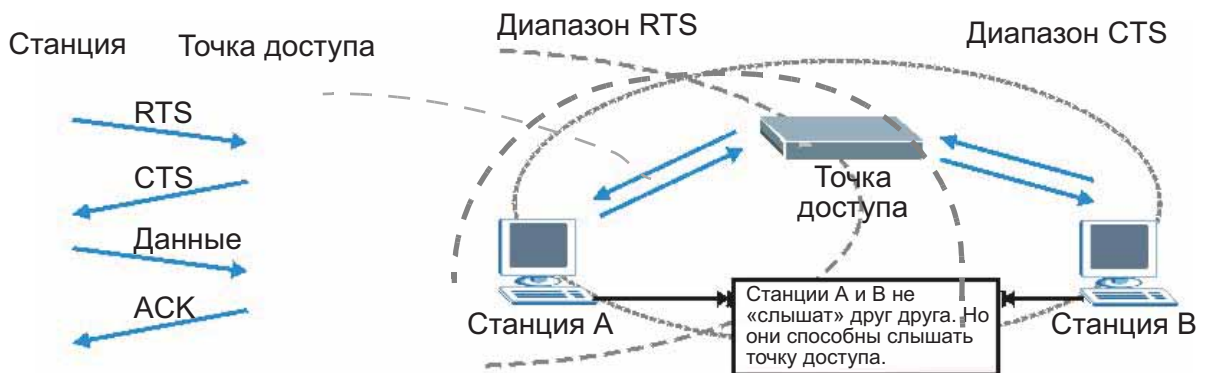 Станция
Точка доступа
RTS
CTS
Данные
ACK
Диапазон RTS
Диапазон CTS
Точка
доступа
Станция A
Станция B
Станции А и В не
«слышат» друг друга. Но
они способны слышать
точку доступа.